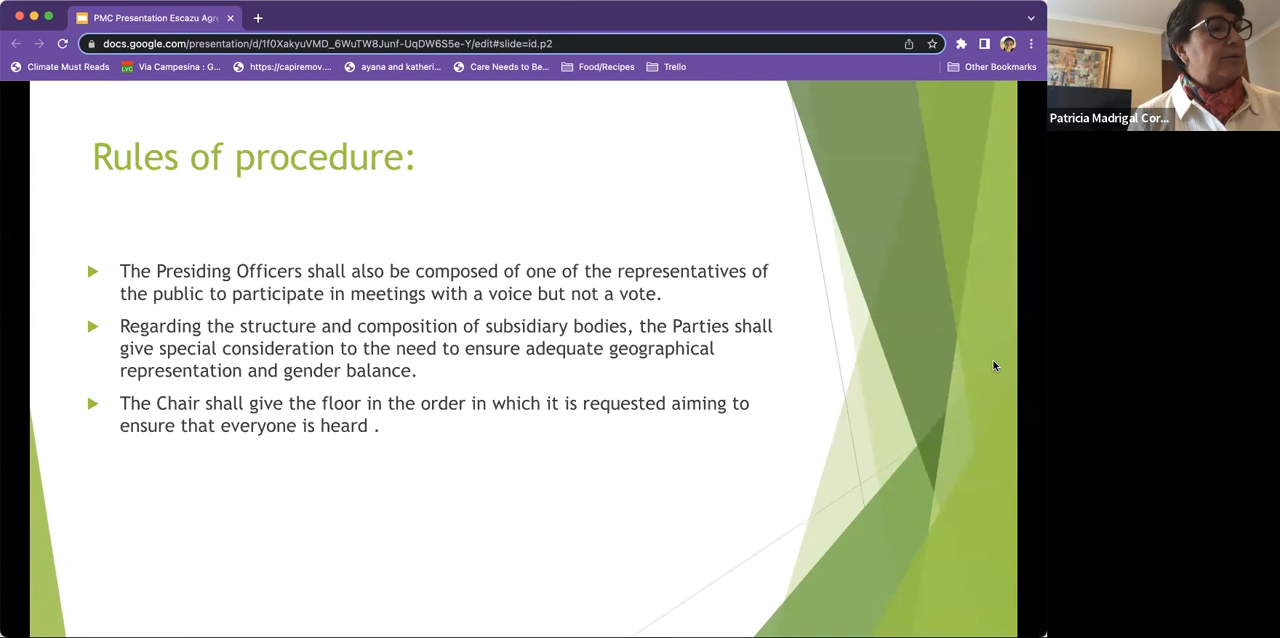 PMC Presentation Escazu Agr
docs.google.com/presentation/d/1f0XakyuVMD_6WuTW8Junf-UqDW6S5e-Y/edit#slide=id.p2
Climate Must Reads
LVC Via Campesina : G...
https://capiremov....
ayana and katheri...
Care Needs to Be...
Food/Recipes
Trello
Other Bookmarks
Patricia Madrigal Cor...
Rules of procedure:
The Presiding Officers shall also be composed of one of the representatives of
the public to participate in meetings with a voice but not a vote.
Regarding the structure and composition of subsidiary bodies, the Parties shall
give special consideration to the need to ensure adequate geographical
representation and gender balance.
The Chair shall give the floor in the order in which it is requested aiming to
ensure that everyone is heard .